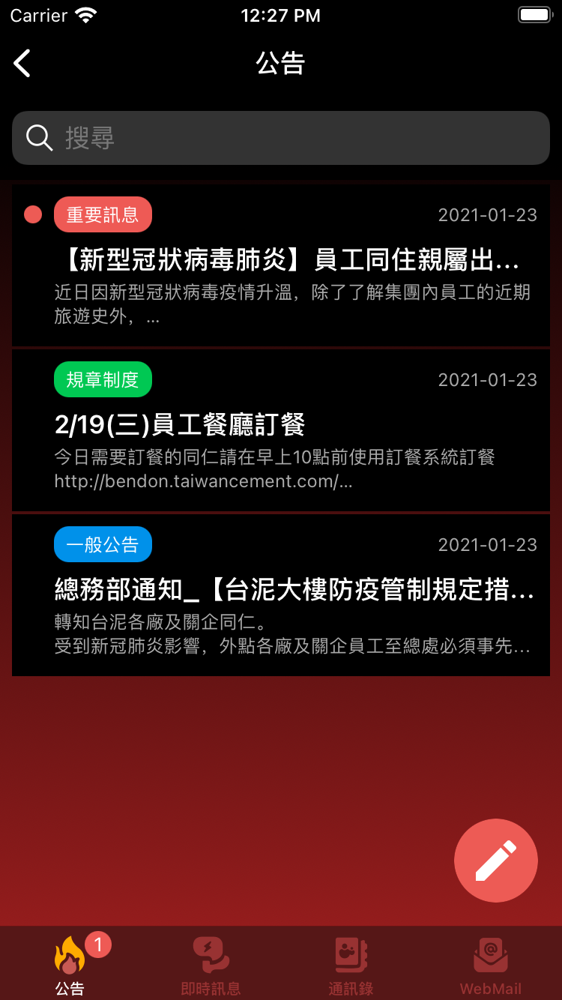 Carrier 12:27 PM
公告
搜尋
重要訊息 2021-01-23
【新型冠狀病毒肺炎】員工同住親屬出...
近日因新型冠狀病毒疫情升溫，除了了解集團內員工的近期
旅遊史外，...
規章制度 2021-01-23
2/19(三)員工餐廳訂餐
今日需要訂餐的同仁請在早上10點前使用訂餐系統訂餐
http://bendon.taiwancement.com/...
一般公告 2021-01-23
總務部通知_【台泥大樓防疫管制規定措...
轉知台泥各廠及關企同仁。
受到新冠肺炎影響，外點各廠及關企員工至總處必須事先...
1
公告 即時訊息 通訊錄 WebMail